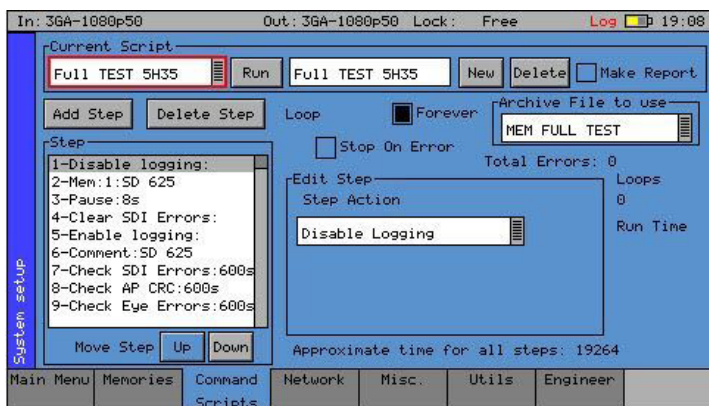 In: 3GA-1080p50 Out: 3GA-1080p50 Lock: Free Log 19:08
Current Script
Full TEST 5H35 Run Full TEST 5H35 New Delete Make Report
Add Step Delete Step Loop Forever Archive File to use
MEM FULL TEST
Stop On Error
Total Errors: 0
Step
1-Disable logging:
2-Mem:1:SD 625
3-Pause:8s
4-Clear SDI Errors:
5-Enable logging:
6-Comment:SD 625
7-Check SDI Errors:600s
8-Check AP CRC:600s
9-Check Eye Errors:600s
Move Step Up Down
Edit Step
Step Action
Disable Logging
Loops
0
Run Time
Approximate time for all steps: 19264
System setup
Main Menu Memories Command Scripts Network Misc. Utils Engineer